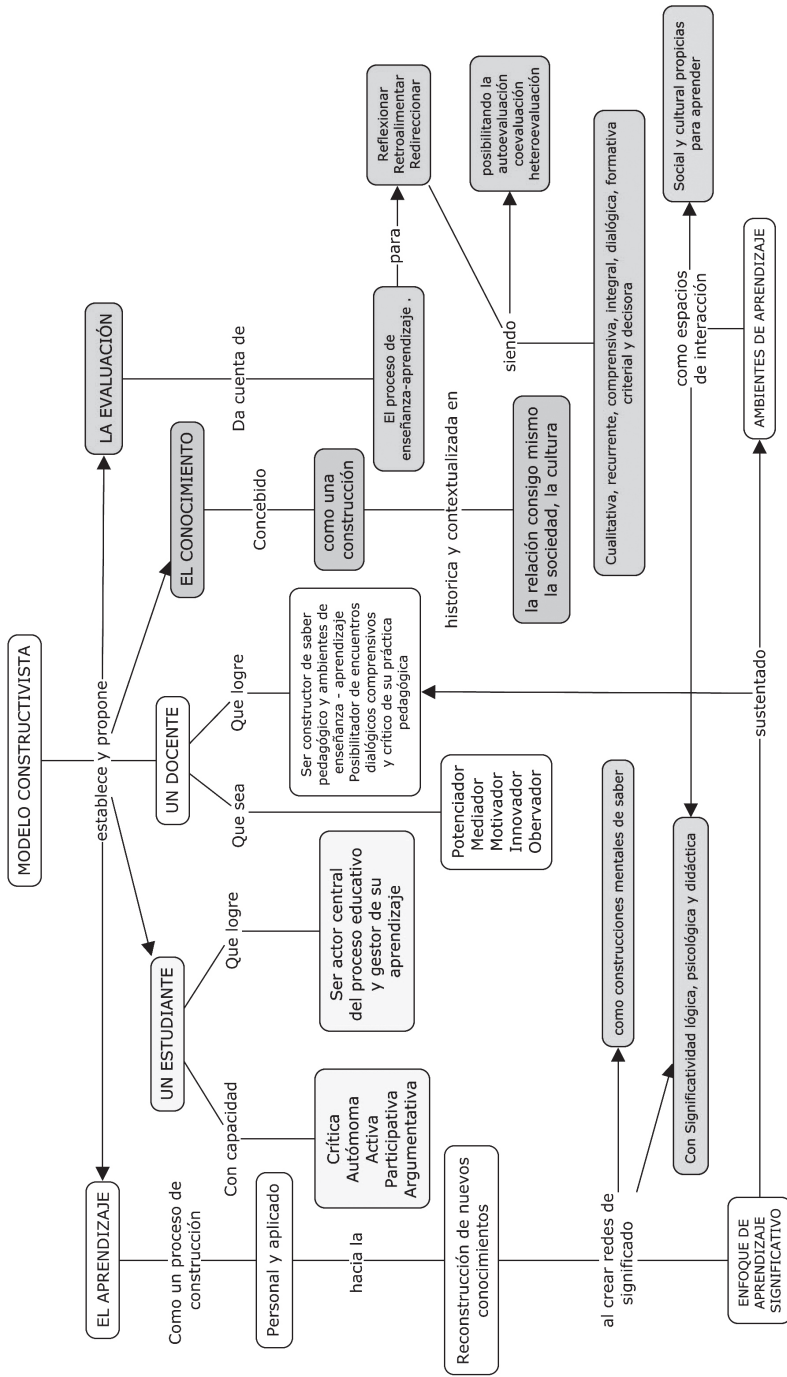 MODELO CONSTRUCTIVISTA
establece y propone
EL APRENDIZAJE
Como un proceso de
construcción
Personal y aplicado
hacia la
Reconstrucción de nuevos
conocimientos
al crear redes de
significado
como construcciones mentales de saber
Con Significatividad lógica, psicológica y didáctica
ENFOQUE DE
APRENDIZAJE
SIGNIFICATIVO
UN ESTUDIANTE
Con capacidad
Crítica
Autómoma
Activa
Participativa
Argumentativa
Que logre
Ser actor central
del proceso educativo
y gestor de su
aprendizaje
UN DOCENTE
Que sea
Potenciador
Mediador
Motivador
Innovador
Obervador
Que logre
Ser constructor de saber
pedagógico y ambientes de
enseñanza - aprendizaje
Posibilitador de encuentros
dialógicos comprensivos
y crítico de su práctica
pedagógica
sustentado
EL CONOCIMIENTO
Concebido
como una
construcción
historica y contextualizada en
la relación consigo mismo
la sociedad, la cultura
LA EVALUACIÓN
Da cuenta de
El proceso de
enseñanza-aprendizaje .
para
Reflexionar
Retroalimentar
Redireccionar
siendo
posibilitando la
autoevaluación
coevaluación
heteroevaluación
Cualitativa, recurrente, comprensiva, integral, dialógica, formativa
criterial y decisora
como espacios
de interacción
Social y cultural propicias
para aprender
AMBIENTES DE APRENDIZAJE